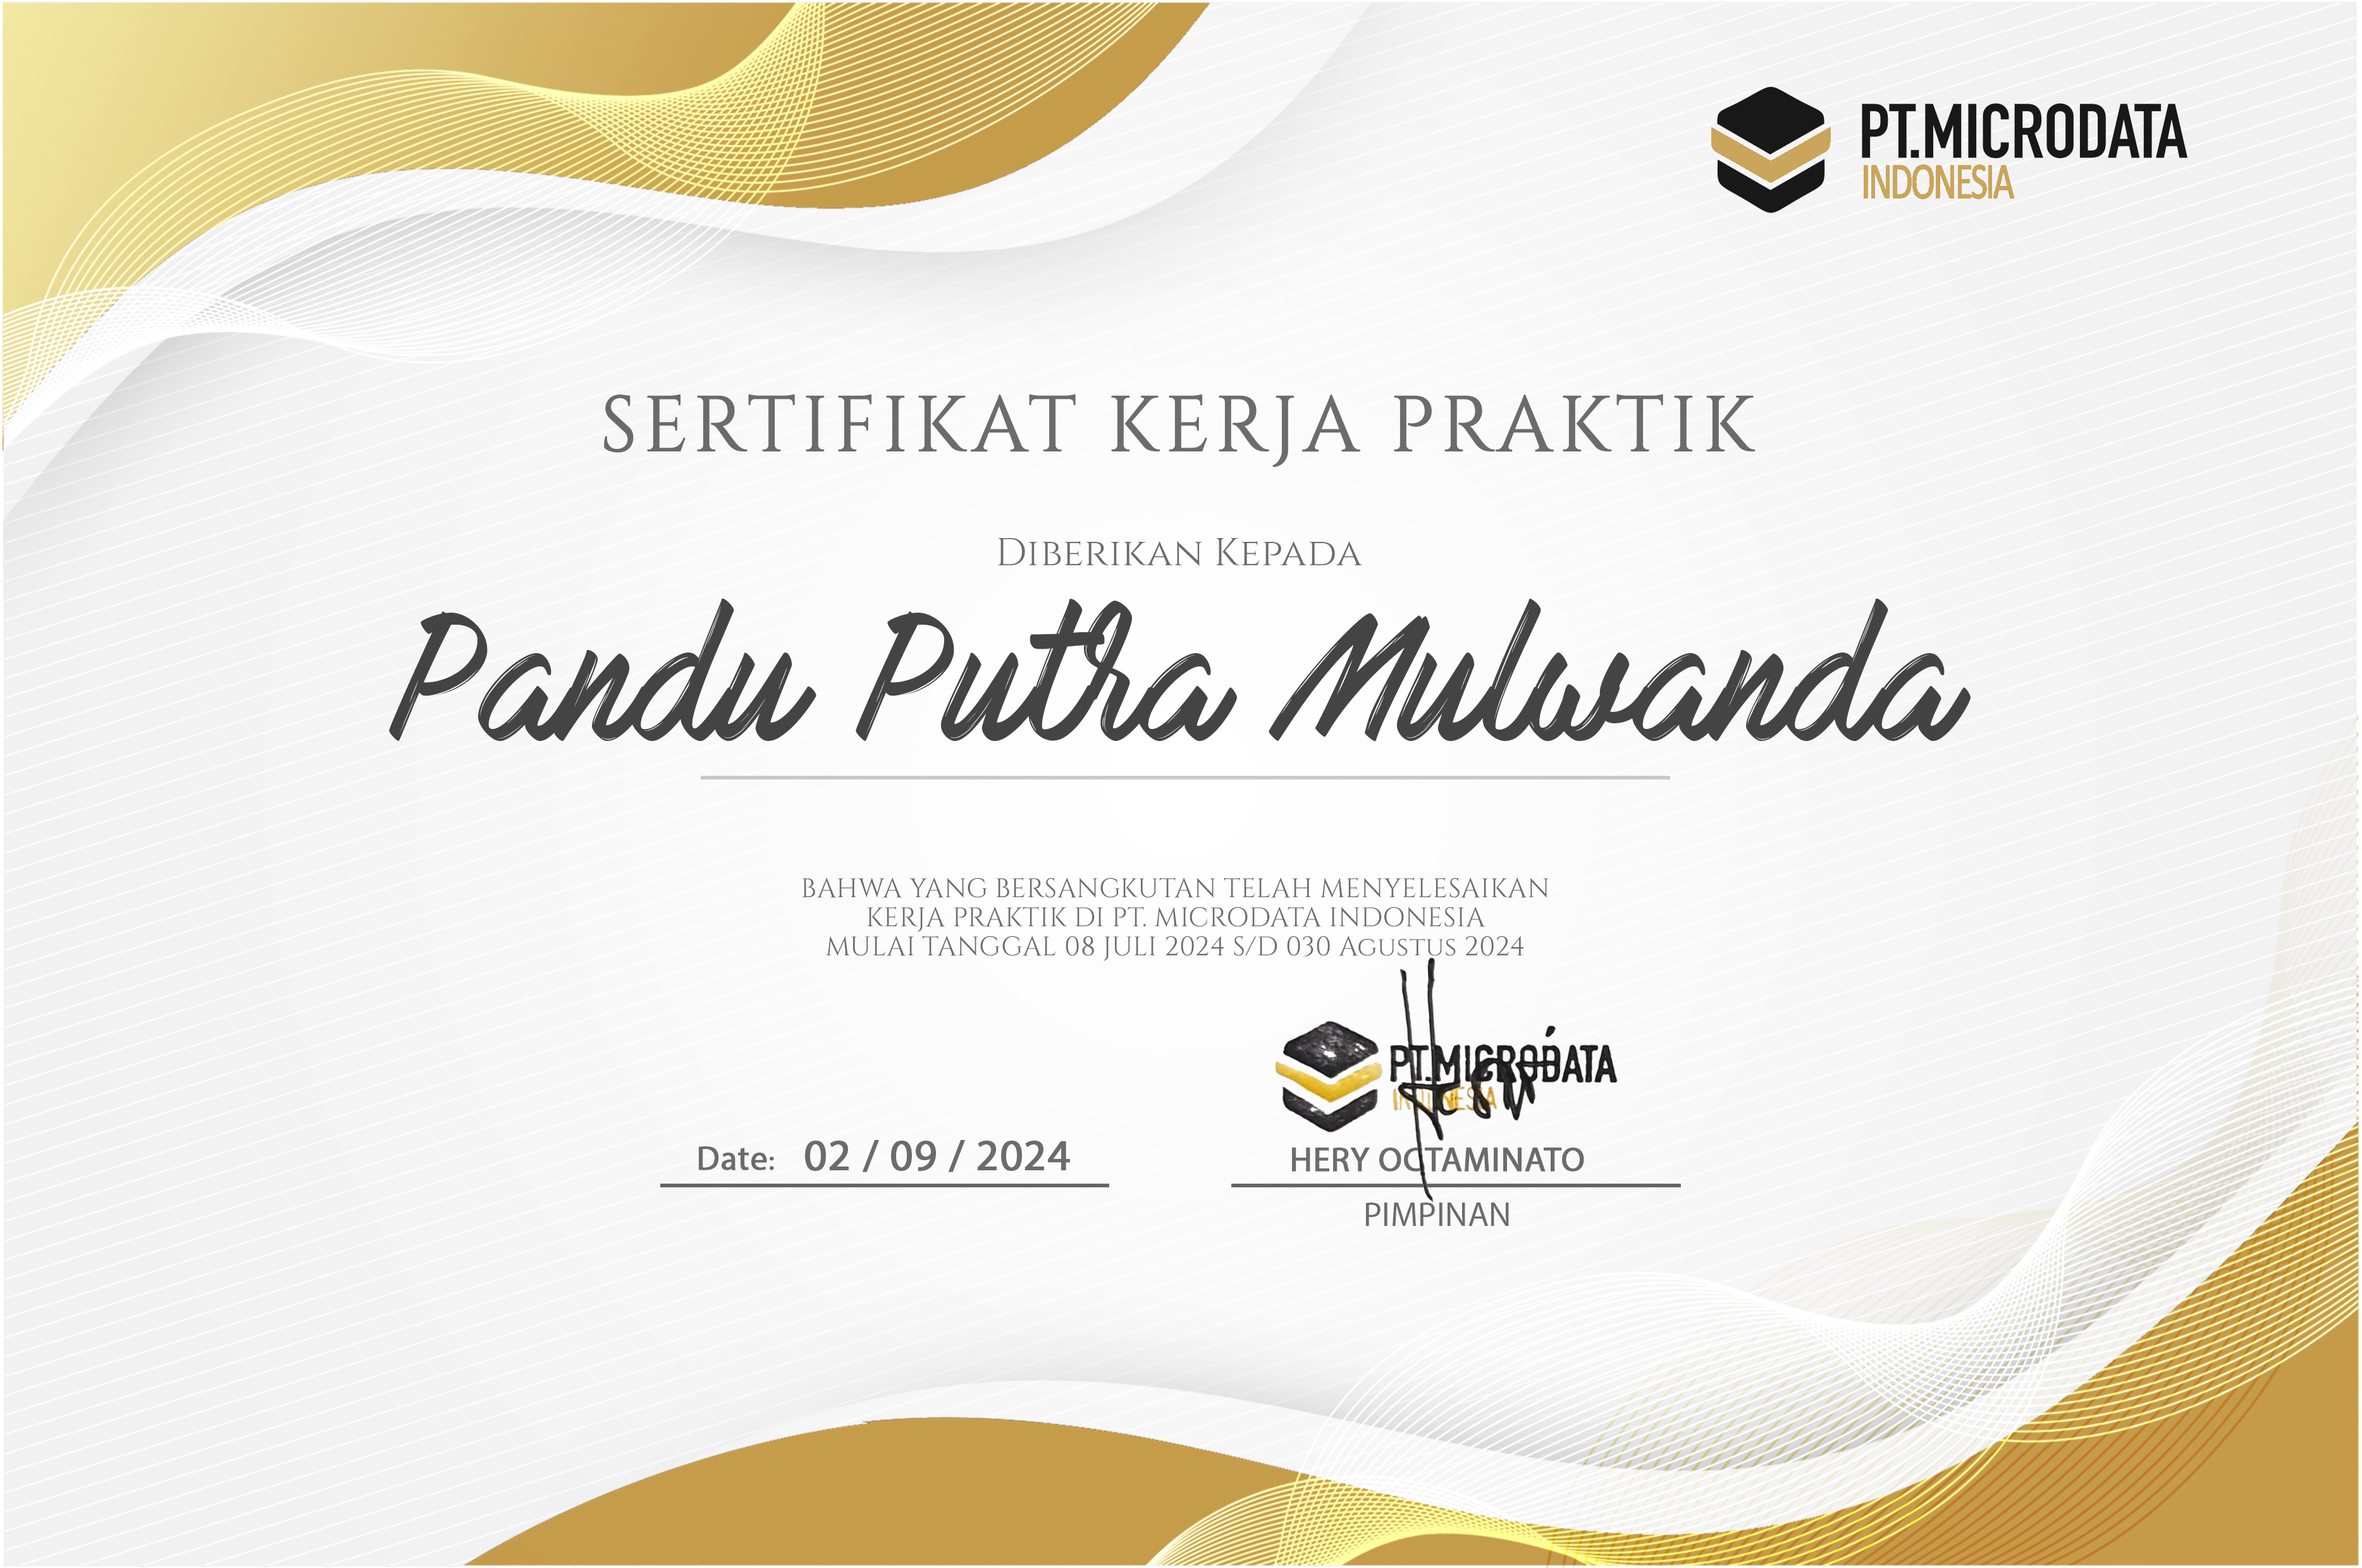 PT.MICRODATA
INDONESIA
SERTIFIKAT KERJA PRAKTIK
Diberikan Kepada
Pandu Putra Mulwanda
BAHWA YANG BERSANGKUTAN TELAH MENYELESAIKAN
KERJA PRAKTIK DI PT. MICRODATA INDONESIA
MULAI TANGGAL 08 JULI 2024 S/D 030 Agustus 2024
PT.MICRODATA
INDONESIA
Date: 02 / 09 / 2024
HERY OCTAMINATO
PIMPINAN